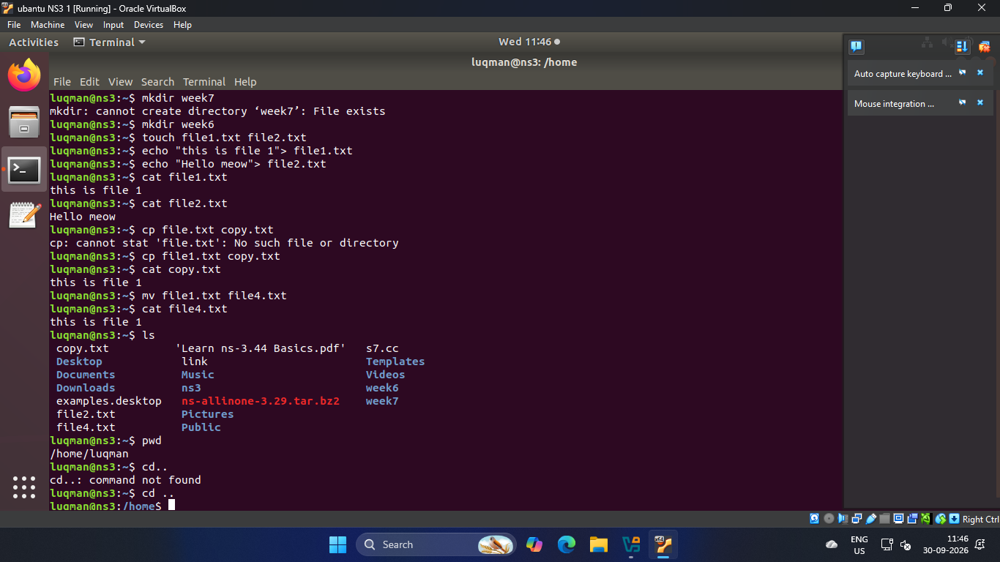 ubantu NS3 1 [Running] - Oracle VirtualBox
File Machine View Input Devices Help
Activities Terminal Wed 11:46
luqman@ns3: /home
File Edit View Search Terminal Help
Auto capture keyboard ...
Mouse integration ...
luqman@ns3:~$ mkdir week7
mkdir: cannot create directory ‘week7’: File exists
luqman@ns3:~$ mkdir week6
luqman@ns3:~$ touch file1.txt file2.txt
luqman@ns3:~$ echo "this is file 1"> file1.txt
luqman@ns3:~$ echo "Hello meow"> file2.txt
luqman@ns3:~$ cat file1.txt
this is file 1
luqman@ns3:~$ cat file2.txt
Hello meow
luqman@ns3:~$ cp file.txt copy.txt
cp: cannot stat 'file.txt': No such file or directory
luqman@ns3:~$ cp file1.txt copy.txt
luqman@ns3:~$ cat copy.txt
this is file 1
luqman@ns3:~$ mv file1.txt file4.txt
luqman@ns3:~$ cat file4.txt
this is file 1
luqman@ns3:~$ ls
copy.txt 'Learn ns-3.44 Basics.pdf' s7.cc
Desktop link Templates
Documents Music Videos
Downloads ns3 week6
examples.desktop ns-allinone-3.29.tar.bz2 week7
file2.txt Pictures
file4.txt Public
luqman@ns3:~$ pwd
/home/luqman
luqman@ns3:~$ cd..
cd..: command not found
luqman@ns3:~$ cd ..
luqman@ns3:/home$
Right Ctrl
Search
ENG
US
11:46
30-09-2026